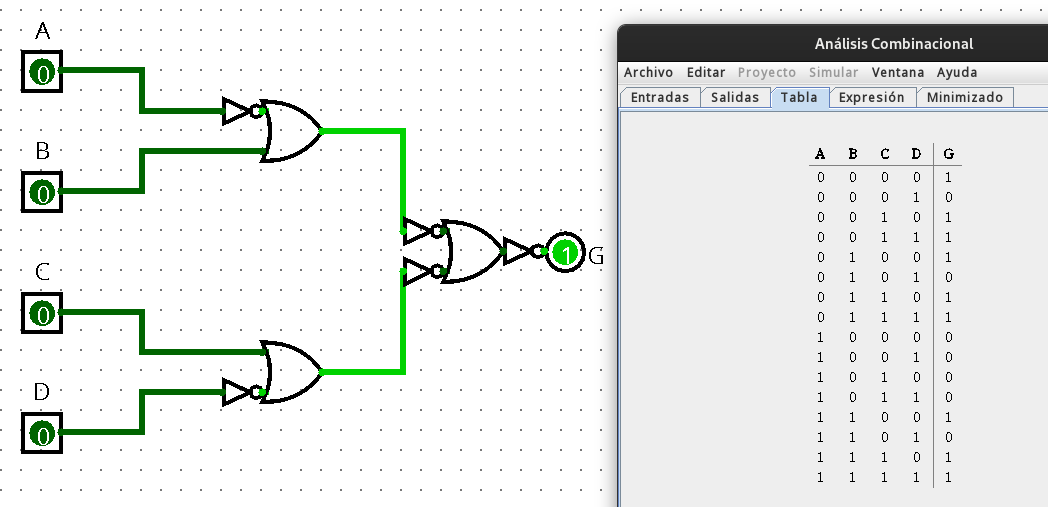 A
0
B
0
C
0
D
0
1
G
Análisis Combinacional
Archivo Editar Proyecto Simular Ventana Ayuda
Entradas Salidas Tabla Expresión Minimizado
A B C D G
0 0 0 0 1
0 0 0 1 0
0 0 1 0 1
0 0 1 1 1
0 1 0 0 1
0 1 0 1 0
0 1 1 0 1
0 1 1 1 1
1 0 0 0 0
1 0 0 1 0
1 0 1 0 0
1 0 1 1 0
1 1 0 0 1
1 1 0 1 0
1 1 1 0 1
1 1 1 1 1